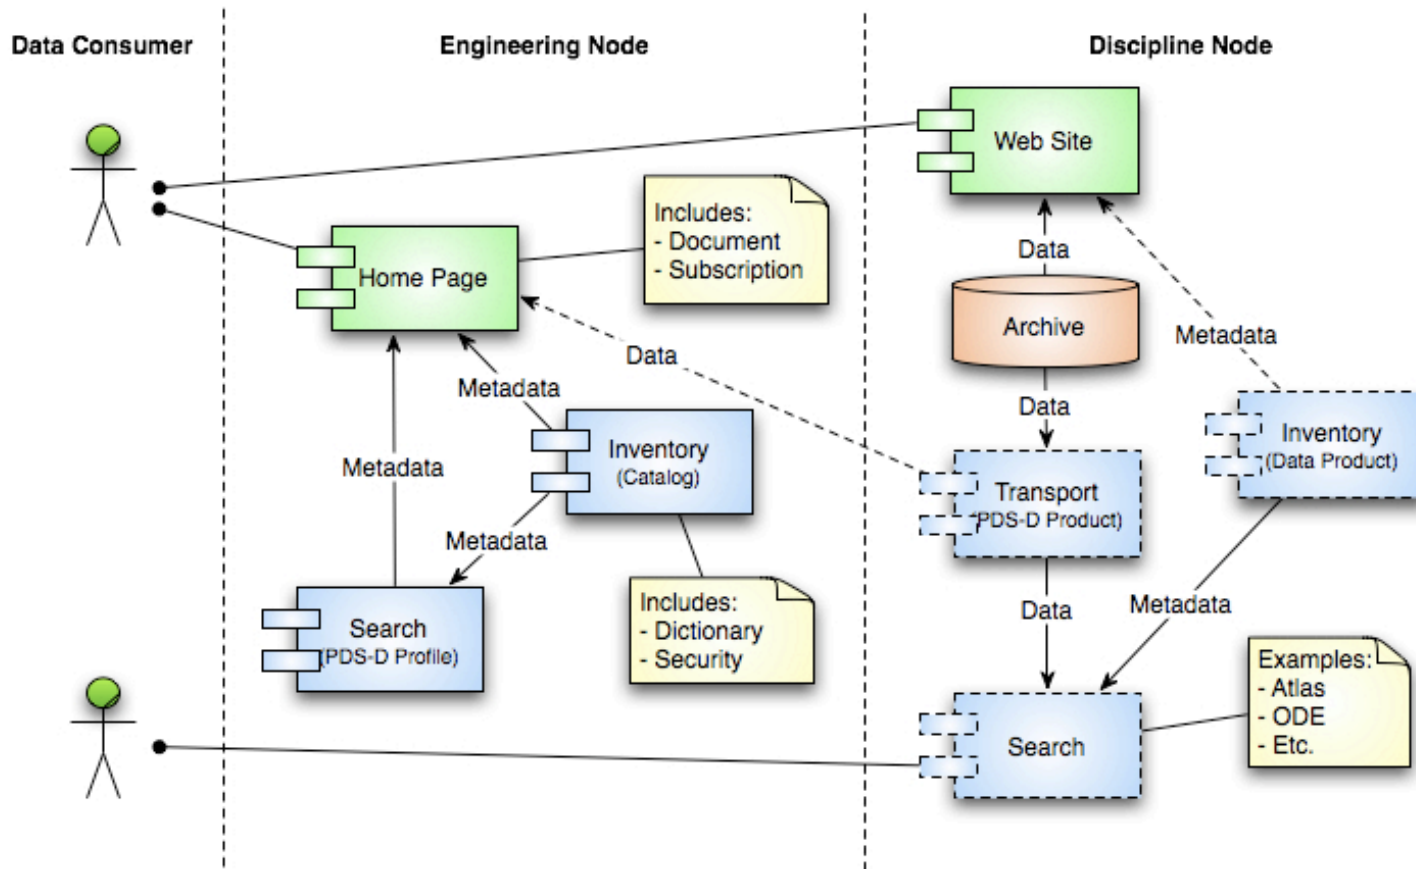 Data Consumer
Engineering Node
Discipline Node
Web Site
Includes:
- Document
- Subscription
Home Page
Data
Archive
Data
Metadata
Metadata
Data
Inventory
(Catalog)
Inventory
(Data Product)
Metadata
Transport
(PDS-D Product)
Metadata
Includes:
- Dictionary
- Security
Data
Metadata
Search
(PDS-D Profile)
Examples:
- Atlas
- ODE
- Etc.
Search